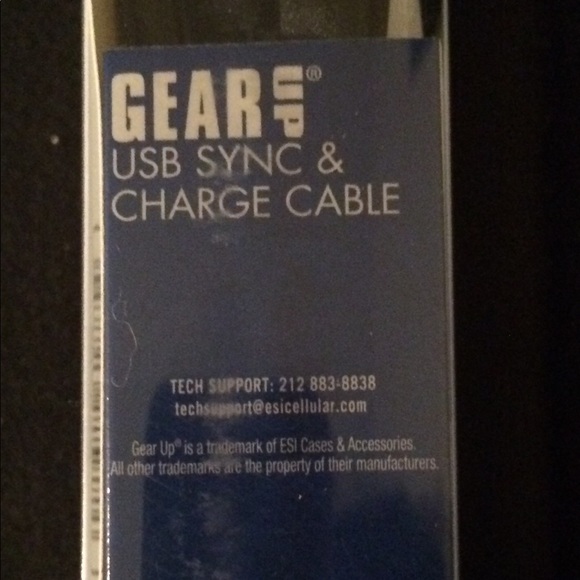 GEAR UP®
USB SYNC &
CHARGE CABLE
TECH SUPPORT: 212 883-8838
techsupport@esicellular.com
Gear Up® is a trademark of ESI Cases & Accessories.
All other trademarks are the property of their manufacturers.